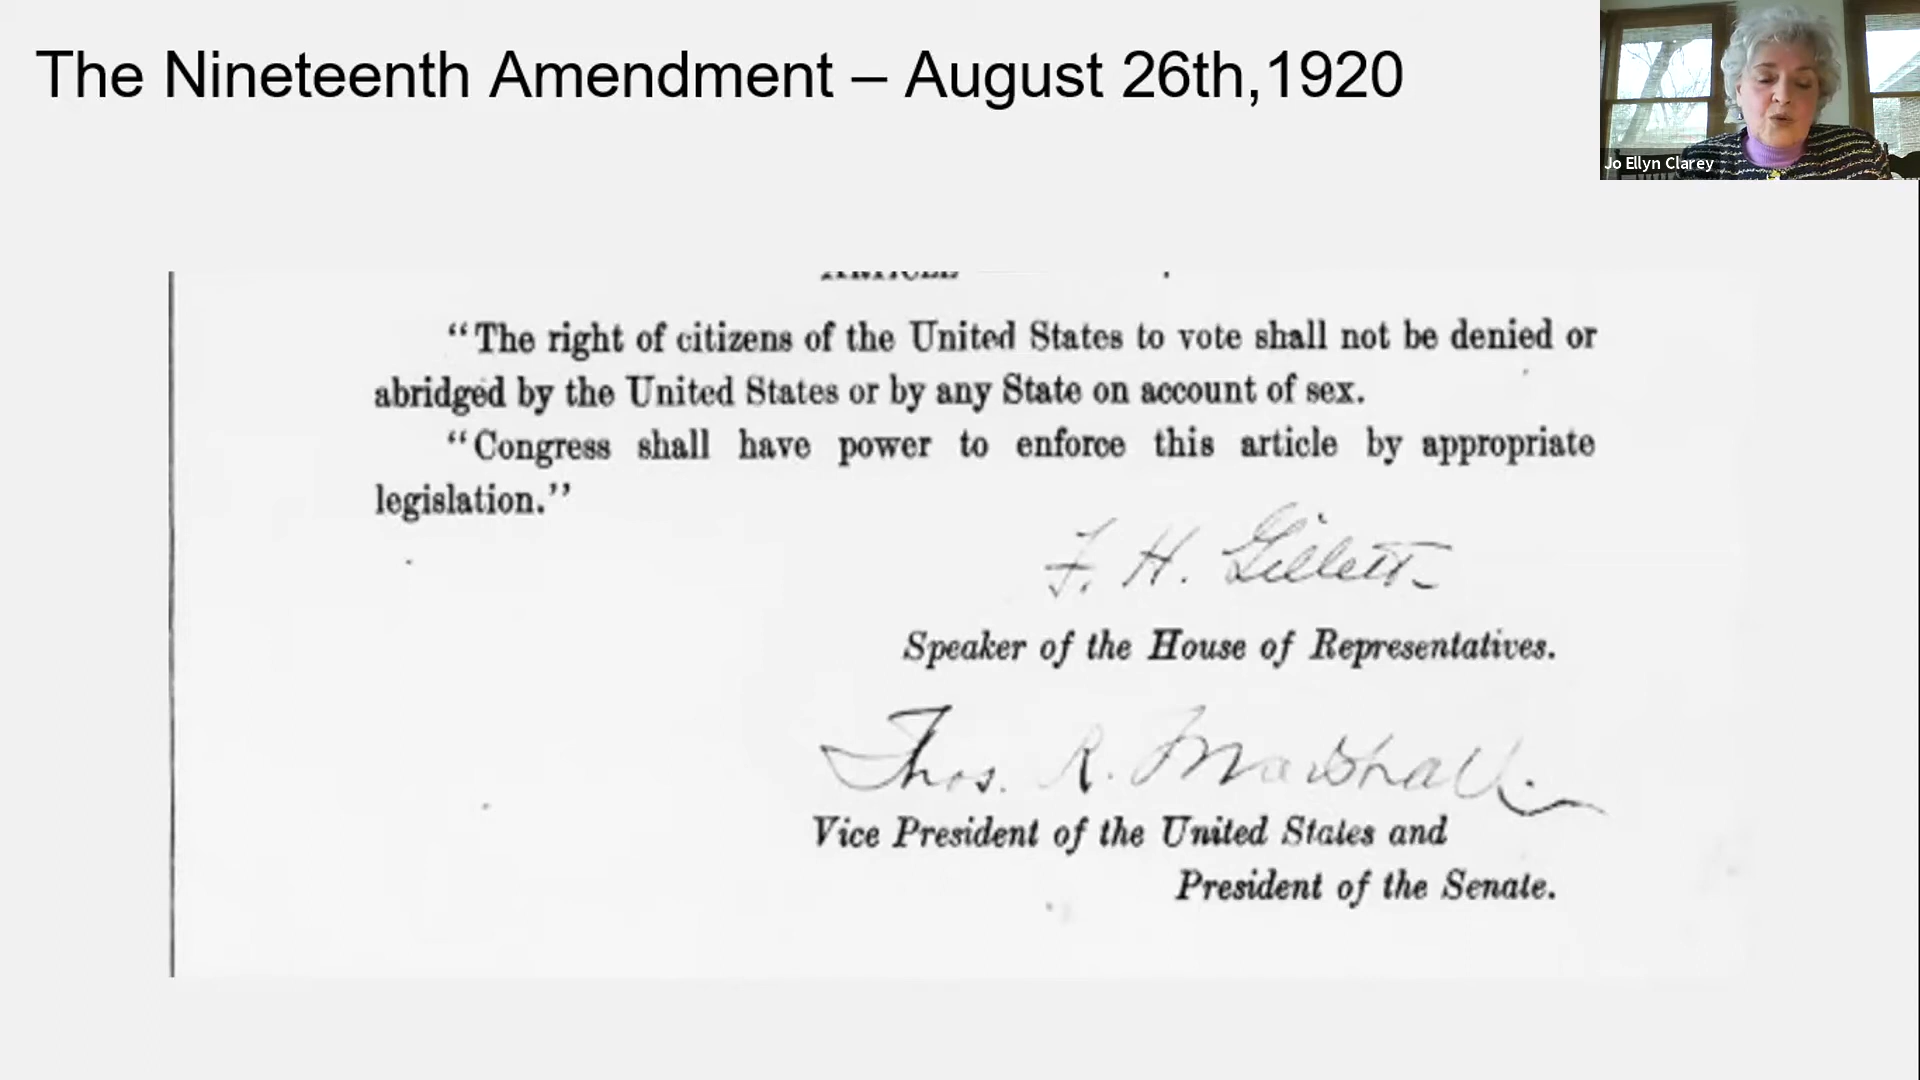 The Nineteenth Amendment – August 26th,1920
Jo Ellyn Clarey
ARTICLE
“The right of citizens of the United States to vote shall not be denied or
abridged by the United States or by any State on account of sex.
“Congress shall have power to enforce this article by appropriate
legislation.”
F. H. Gillett
Speaker of the House of Representatives.
Thos. R. Marshall.
Vice President of the United States and
President of the Senate.